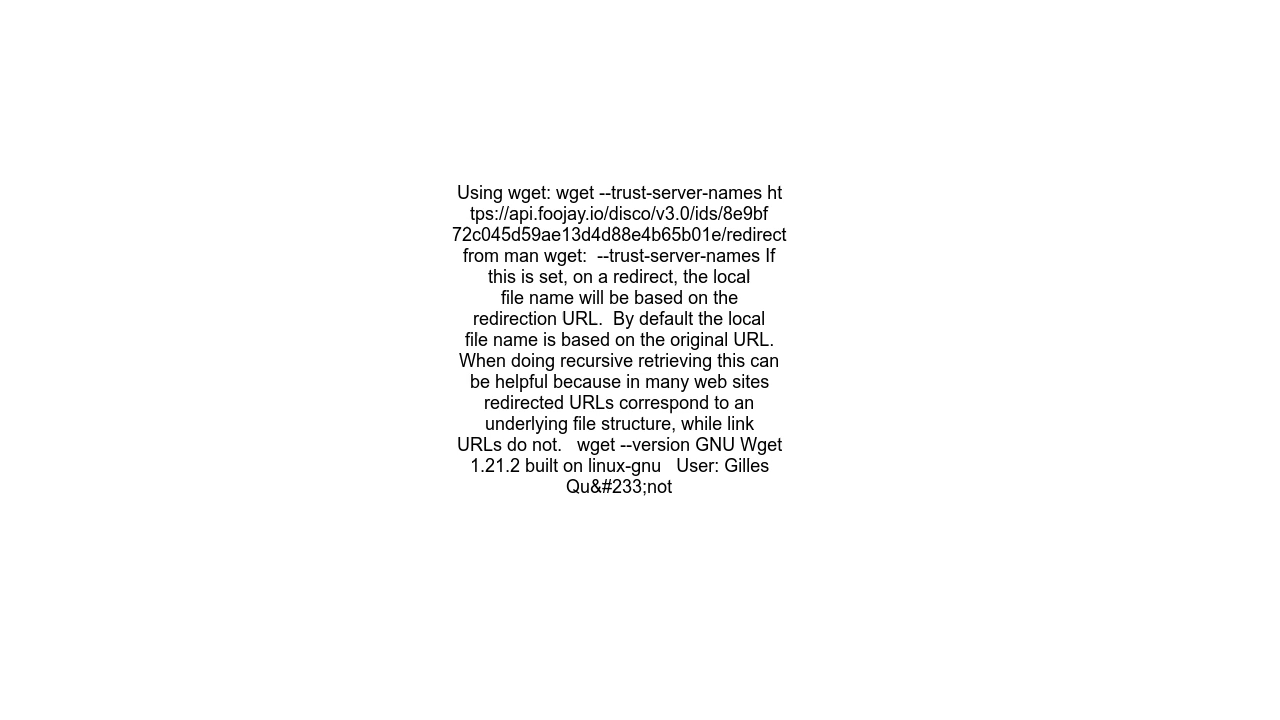 Using wget: wget --trust-server-names ht
tps://api.foojay.io/disco/v3.0/ids/8e9bf
72c045d59ae13d4d88e4b65b01e/redirect
from man wget:  --trust-server-names If
this is set, on a redirect, the local
file name will be based on the
redirection URL.  By default the local
file name is based on the original URL.
When doing recursive retrieving this can
be helpful because in many web sites
redirected URLs correspond to an
underlying file structure, while link
URLs do not.   wget --version GNU Wget
1.21.2 built on linux-gnu   User: Gilles
Qu&#233;not